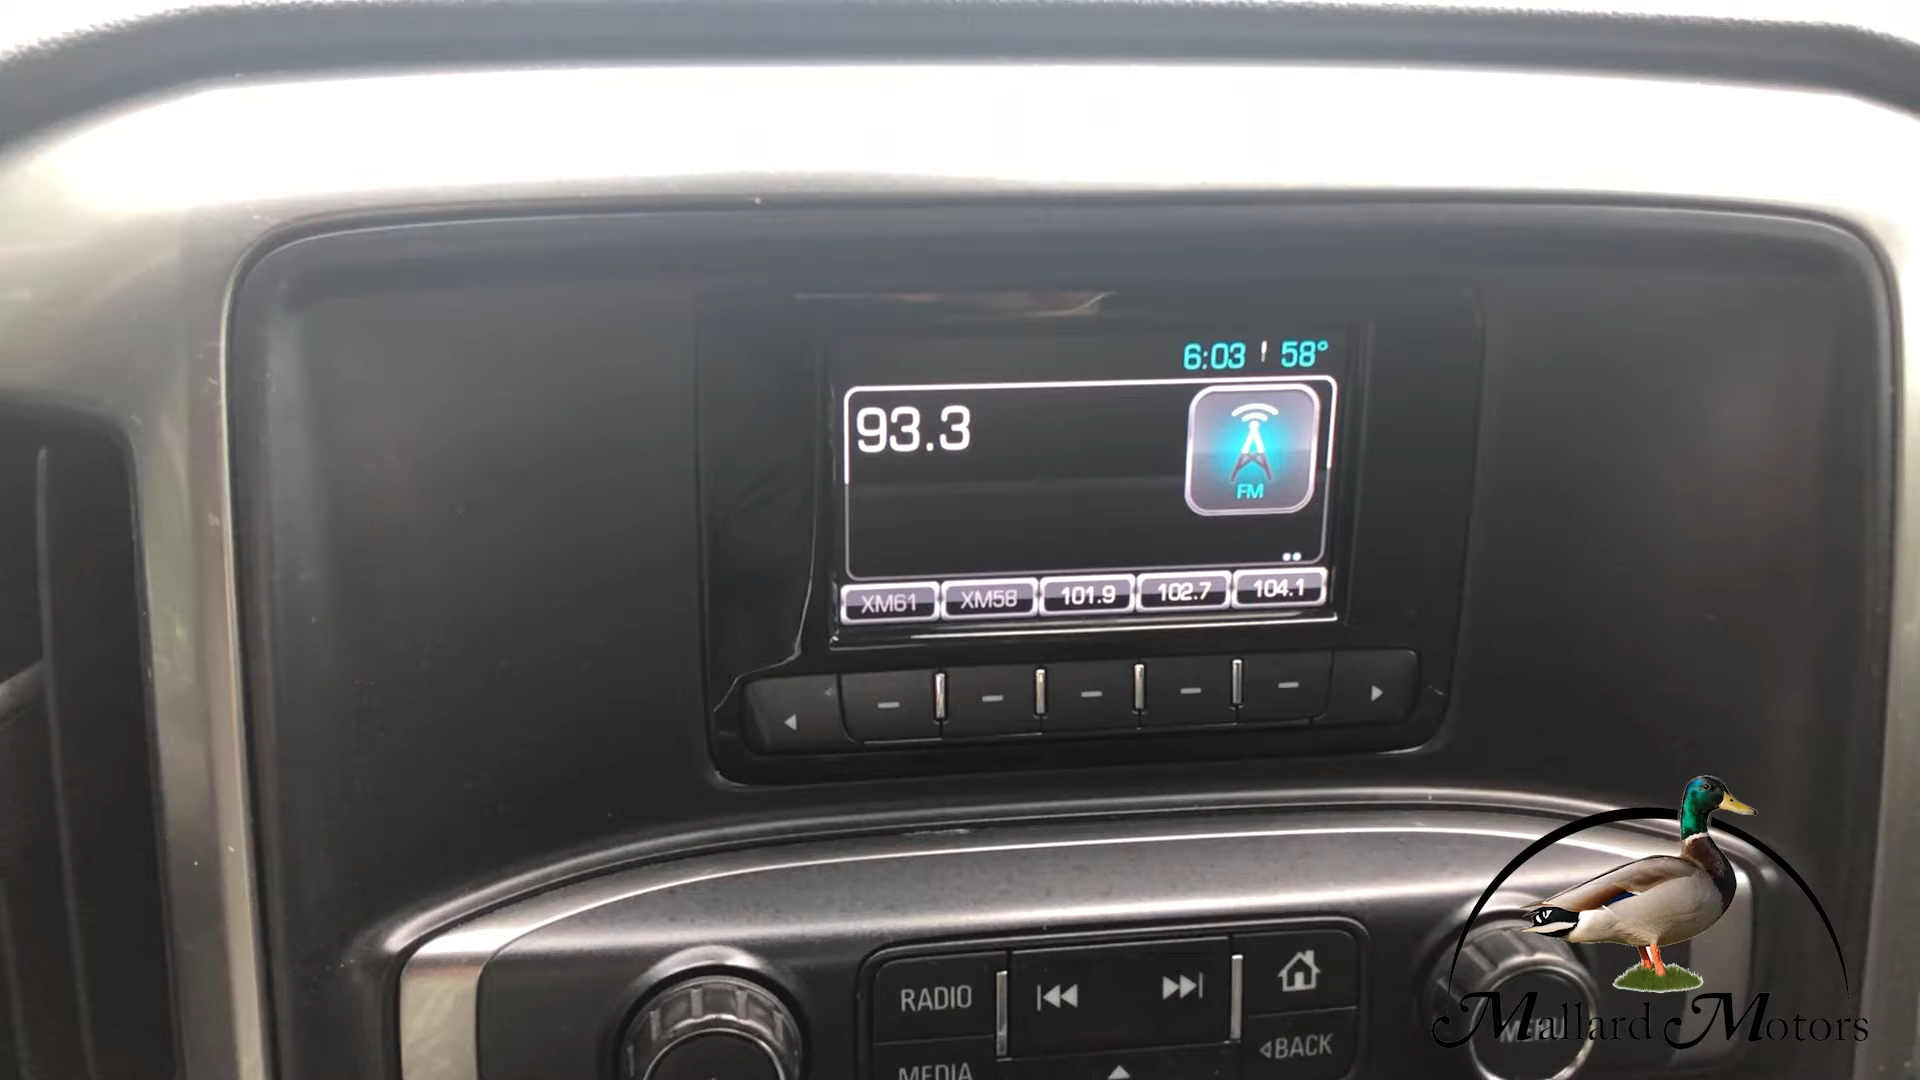 6:03 58°
93.3
FM
XM61 XM58 101.9 102.7 104.1
RADIO
MEDIA
BACK
MENU
Mallard Motors